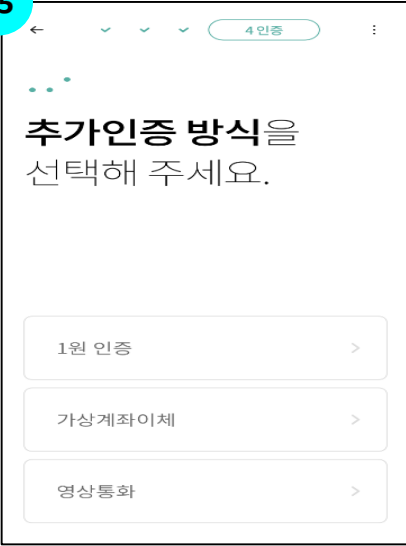 5
4 인증
추가인증 방식을
선택해 주세요.
1원 인증
가상계좌이체
영상통화